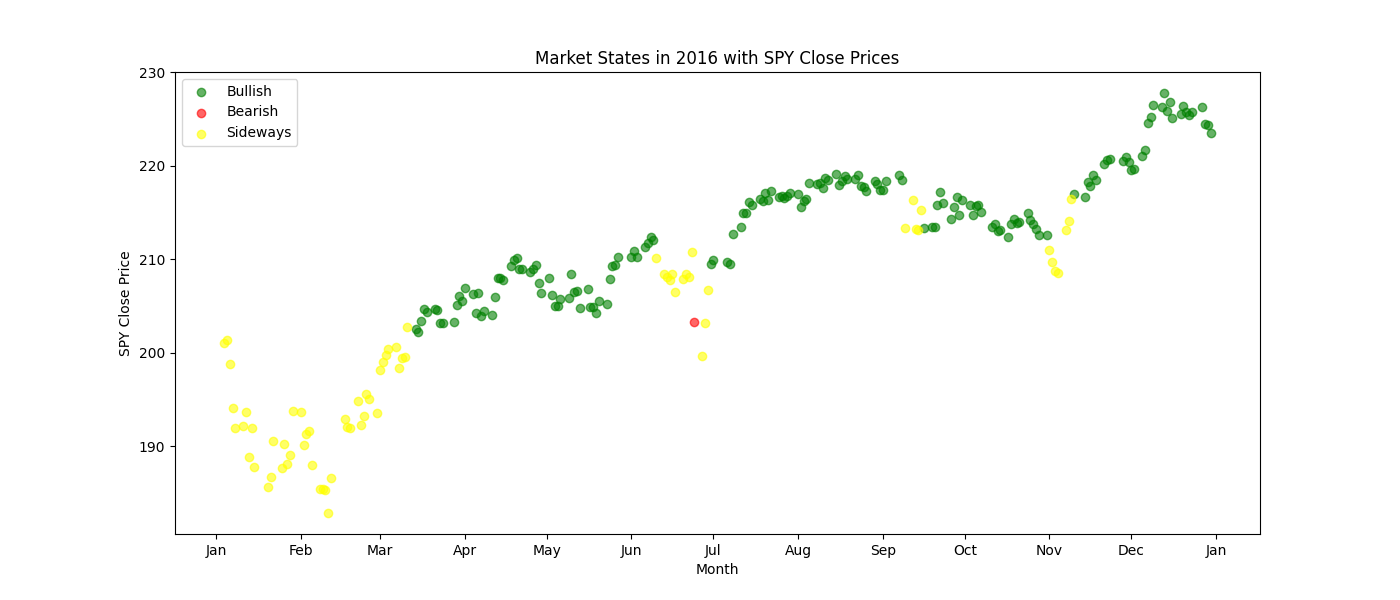 Market States in 2016 with SPY Close Prices
Bullish
Bearish
Sideways
230
220
210
200
190
SPY Close Price
Jan Feb Mar Apr May Jun Jul Aug Sep Oct Nov Dec Jan
Month